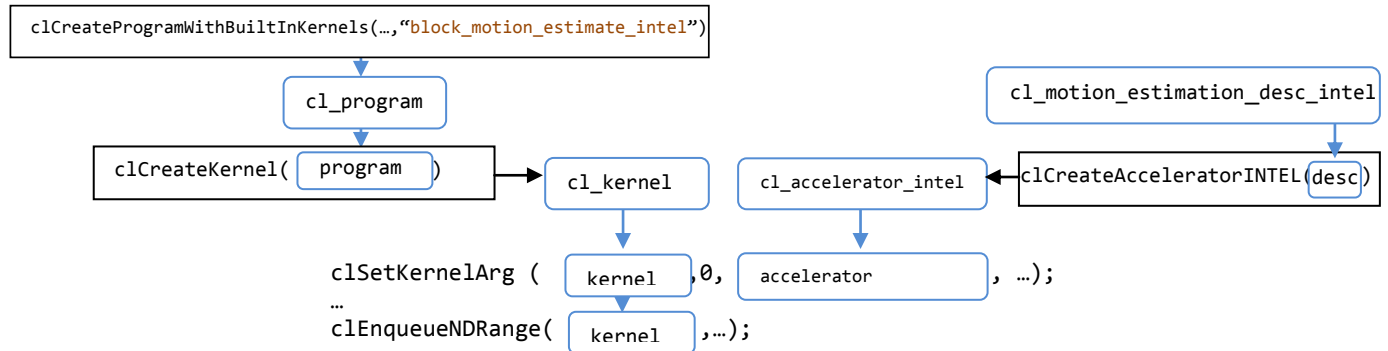 clCreateProgramWithBuiltInKernels(…,“block_motion_estimate_intel”)
cl_program
cl_motion_estimation_desc_intel
clCreateKernel( program )
cl_kernel
cl_accelerator_intel
clCreateAcceleratorINTEL(desc)
clSetKernelArg ( kernel ,0, accelerator , …);
…
clEnqueueNDRange( kernel ,…);